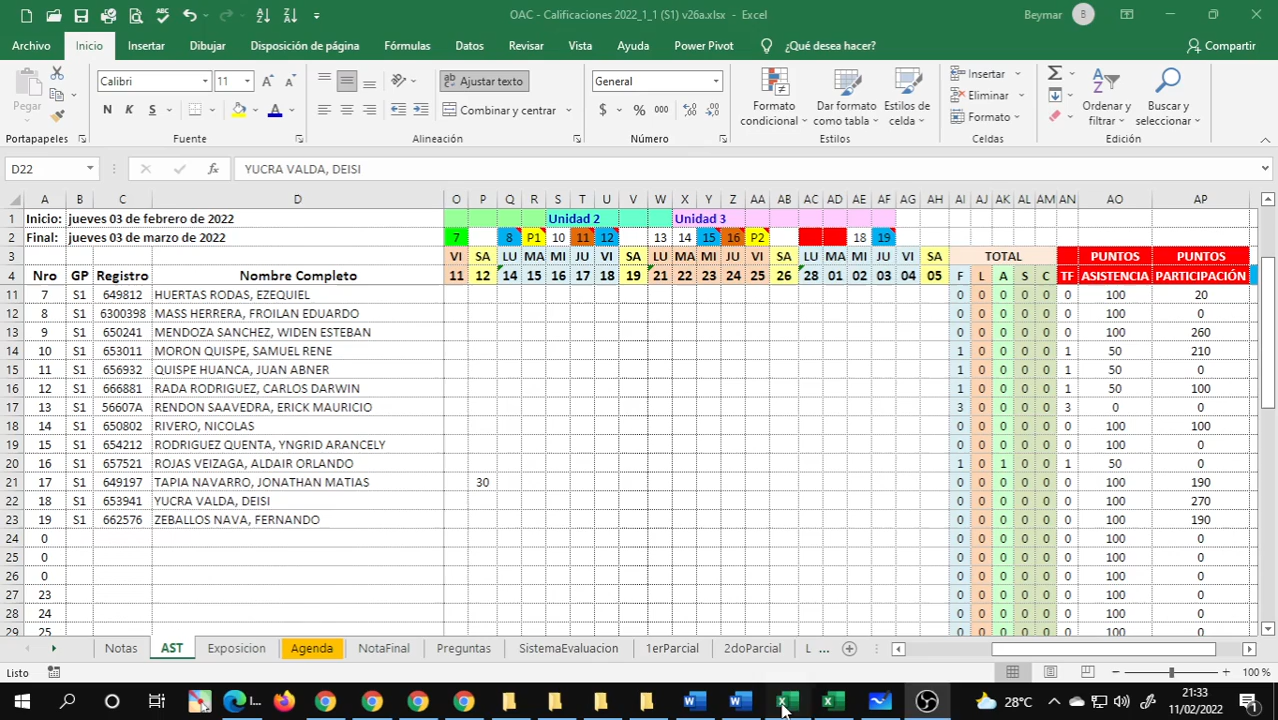 OAC - Calificaciones 2022_1_1 (S1) v26a.xlsx - Excel
Beymar B
Archivo Inicio Insertar Dibujar Disposición de página Fórmulas Datos Revisar Vista Ayuda Power Pivot ¿Qué desea hacer? Compartir
Pegar
Calibri 11
Ajustar texto
General
N K S
Combinar y centrar
$ % 000
Formato condicional
Dar formato como tabla
Estilos de celda
Insertar
Eliminar
Formato
Ordenar y filtrar
Buscar y seleccionar
Portapapeles Fuente Alineación Número Estilos Celdas Edición
D22 fx YUCRA VALDA, DEISI
A B C D O P Q R S T U V W X Y Z AA AB AC AD AE AF AG AH AI AJ AK AL AM AN AO AP
1 Inicio: jueves 03 de febrero de 2022 Unidad 2 Unidad 3
2 Final: jueves 03 de marzo de 2022 7 8 P1 10 11 12 13 14 15 16 P2 18 19
3 VI SA LU MA MI JU VI SA LU MA MI JU VI SA LU MA MI JU VI SA TOTAL PUNTOS PUNTOS
4 Nro GP Registro Nombre Completo 11 12 14 15 16 17 18 19 21 22 23 24 25 26 28 01 02 03 04 05 F L A S C TF ASISTENCIA PARTICIPACIÓN
11 7 S1 649812 HUERTAS RODAS, EZEQUIEL 0 0 0 0 0 0 100 20
12 8 S1 6300398 MASS HERRERA, FROILAN EDUARDO 0 0 0 0 0 0 100 0
13 9 S1 650241 MENDOZA SANCHEZ, WIDEN ESTEBAN 0 0 0 0 0 0 100 260
14 10 S1 653011 MORON QUISPE, SAMUEL RENE 1 0 0 0 0 1 50 210
15 11 S1 656932 QUISPE HUANCA, JUAN ABNER 1 0 0 0 0 1 50 0
16 12 S1 666881 RADA RODRIGUEZ, CARLOS DARWIN 1 0 0 0 0 1 50 100
17 13 S1 56607A RENDON SAAVEDRA, ERICK MAURICIO 3 0 0 0 0 3 0 0
18 14 S1 650802 RIVERO, NICOLAS 0 0 0 0 0 0 100 100
19 15 S1 654212 RODRIGUEZ QUENTA, YNGRID ARANCELY 0 0 0 0 0 0 100 0
20 16 S1 657521 ROJAS VEIZAGA, ALDAIR ORLANDO 1 0 1 0 0 1 50 0
21 17 S1 649197 TAPIA NAVARRO, JONATHAN MATIAS 30 0 0 0 0 0 0 100 190
22 18 S1 653941 YUCRA VALDA, DEISI 0 0 0 0 0 0 100 270
23 19 S1 662576 ZEBALLOS NAVA, FERNANDO 0 0 0 0 0 0 100 190
24 0 0 0 0 0 0 0 100 0
25 0 0 0 0 0 0 0 100 0
26 0 0 0 0 0 0 0 100 0
27 23 0 0 0 0 0 0 100 0
28 24 0 0 0 0 0 0 100 0
29 25 0 0 0 0 0 0 100 0
Notas AST Exposicion Agenda NotaFinal Preguntas SistemaEvaluacion 1erParcial 2doParcial L ...
Listo 100 %
I... 28°C 21:33
11/02/2022 1